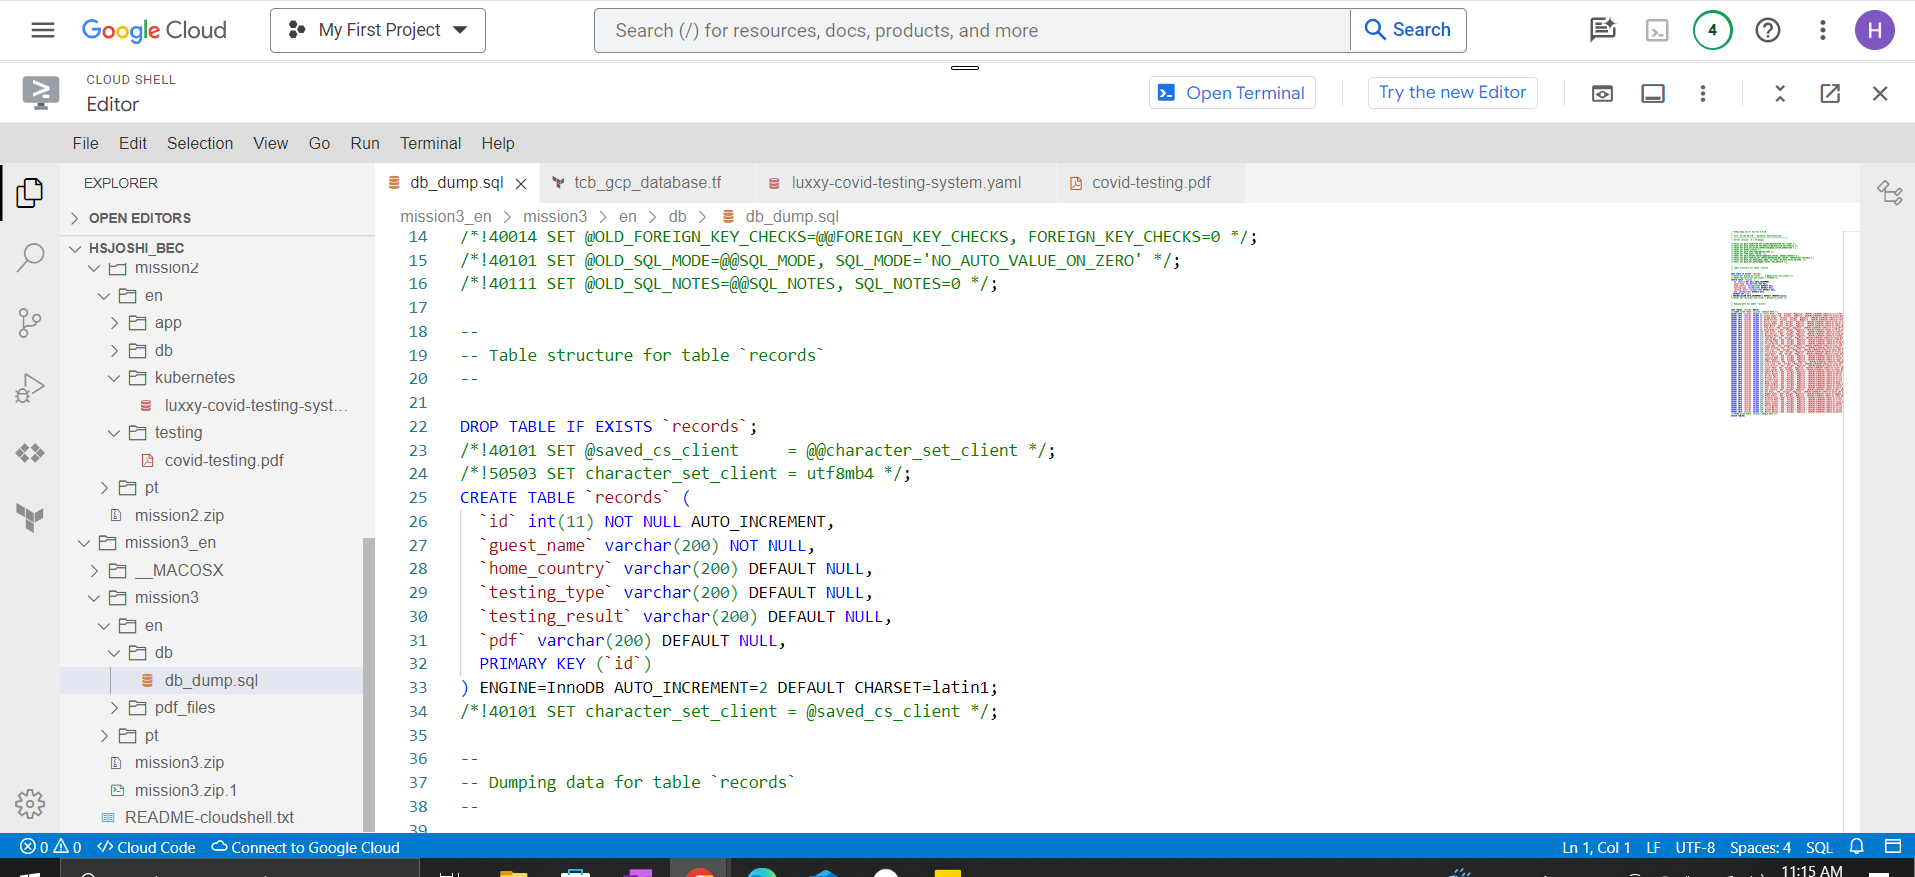 Google Cloud
My First Project
Search (/) for resources, docs, products, and more
Search
4
H
CLOUD SHELL
Editor
Open Terminal
Try the new Editor
File Edit Selection View Go Run Terminal Help
EXPLORER
OPEN EDITORS
HSJOSHI_BEC
mission2
en
app
db
kubernetes
luxxy-covid-testing-syst...
testing
covid-testing.pdf
pt
mission2.zip
mission3_en
__MACOSX
mission3
en
db
db_dump.sql
pdf_files
pt
mission3.zip
mission3.zip.1
README-cloudshell.txt
db_dump.sql
tcb_gcp_database.tf
luxxy-covid-testing-system.yaml
covid-testing.pdf
mission3_en > mission3 > en > db > db_dump.sql
14 /*!40014 SET @OLD_FOREIGN_KEY_CHECKS=@@FOREIGN_KEY_CHECKS, FOREIGN_KEY_CHECKS=0 */;
15 /*!40101 SET @OLD_SQL_MODE=@@SQL_MODE, SQL_MODE='NO_AUTO_VALUE_ON_ZERO' */;
16 /*!40111 SET @OLD_SQL_NOTES=@@SQL_NOTES, SQL_NOTES=0 */;
17
18 --
19 -- Table structure for table `records`
20 --
21
22 DROP TABLE IF EXISTS `records`;
23 /*!40101 SET @saved_cs_client     = @@character_set_client */;
24 /*!50503 SET character_set_client = utf8mb4 */;
25 CREATE TABLE `records` (
26 `id` int(11) NOT NULL AUTO_INCREMENT,
27 `guest_name` varchar(200) NOT NULL,
28 `home_country` varchar(200) DEFAULT NULL,
29 `testing_type` varchar(200) DEFAULT NULL,
30 `testing_result` varchar(200) DEFAULT NULL,
31 `pdf` varchar(200) DEFAULT NULL,
32 PRIMARY KEY (`id`)
33 ) ENGINE=InnoDB AUTO_INCREMENT=2 DEFAULT CHARSET=latin1;
34 /*!40101 SET character_set_client = @saved_cs_client */;
35
36 --
37 -- Dumping data for table `records`
38 --
39
0 0 Cloud Code Connect to Google Cloud
Ln 1, Col 1 LF UTF-8 Spaces: 4 SQL
11:15 AM